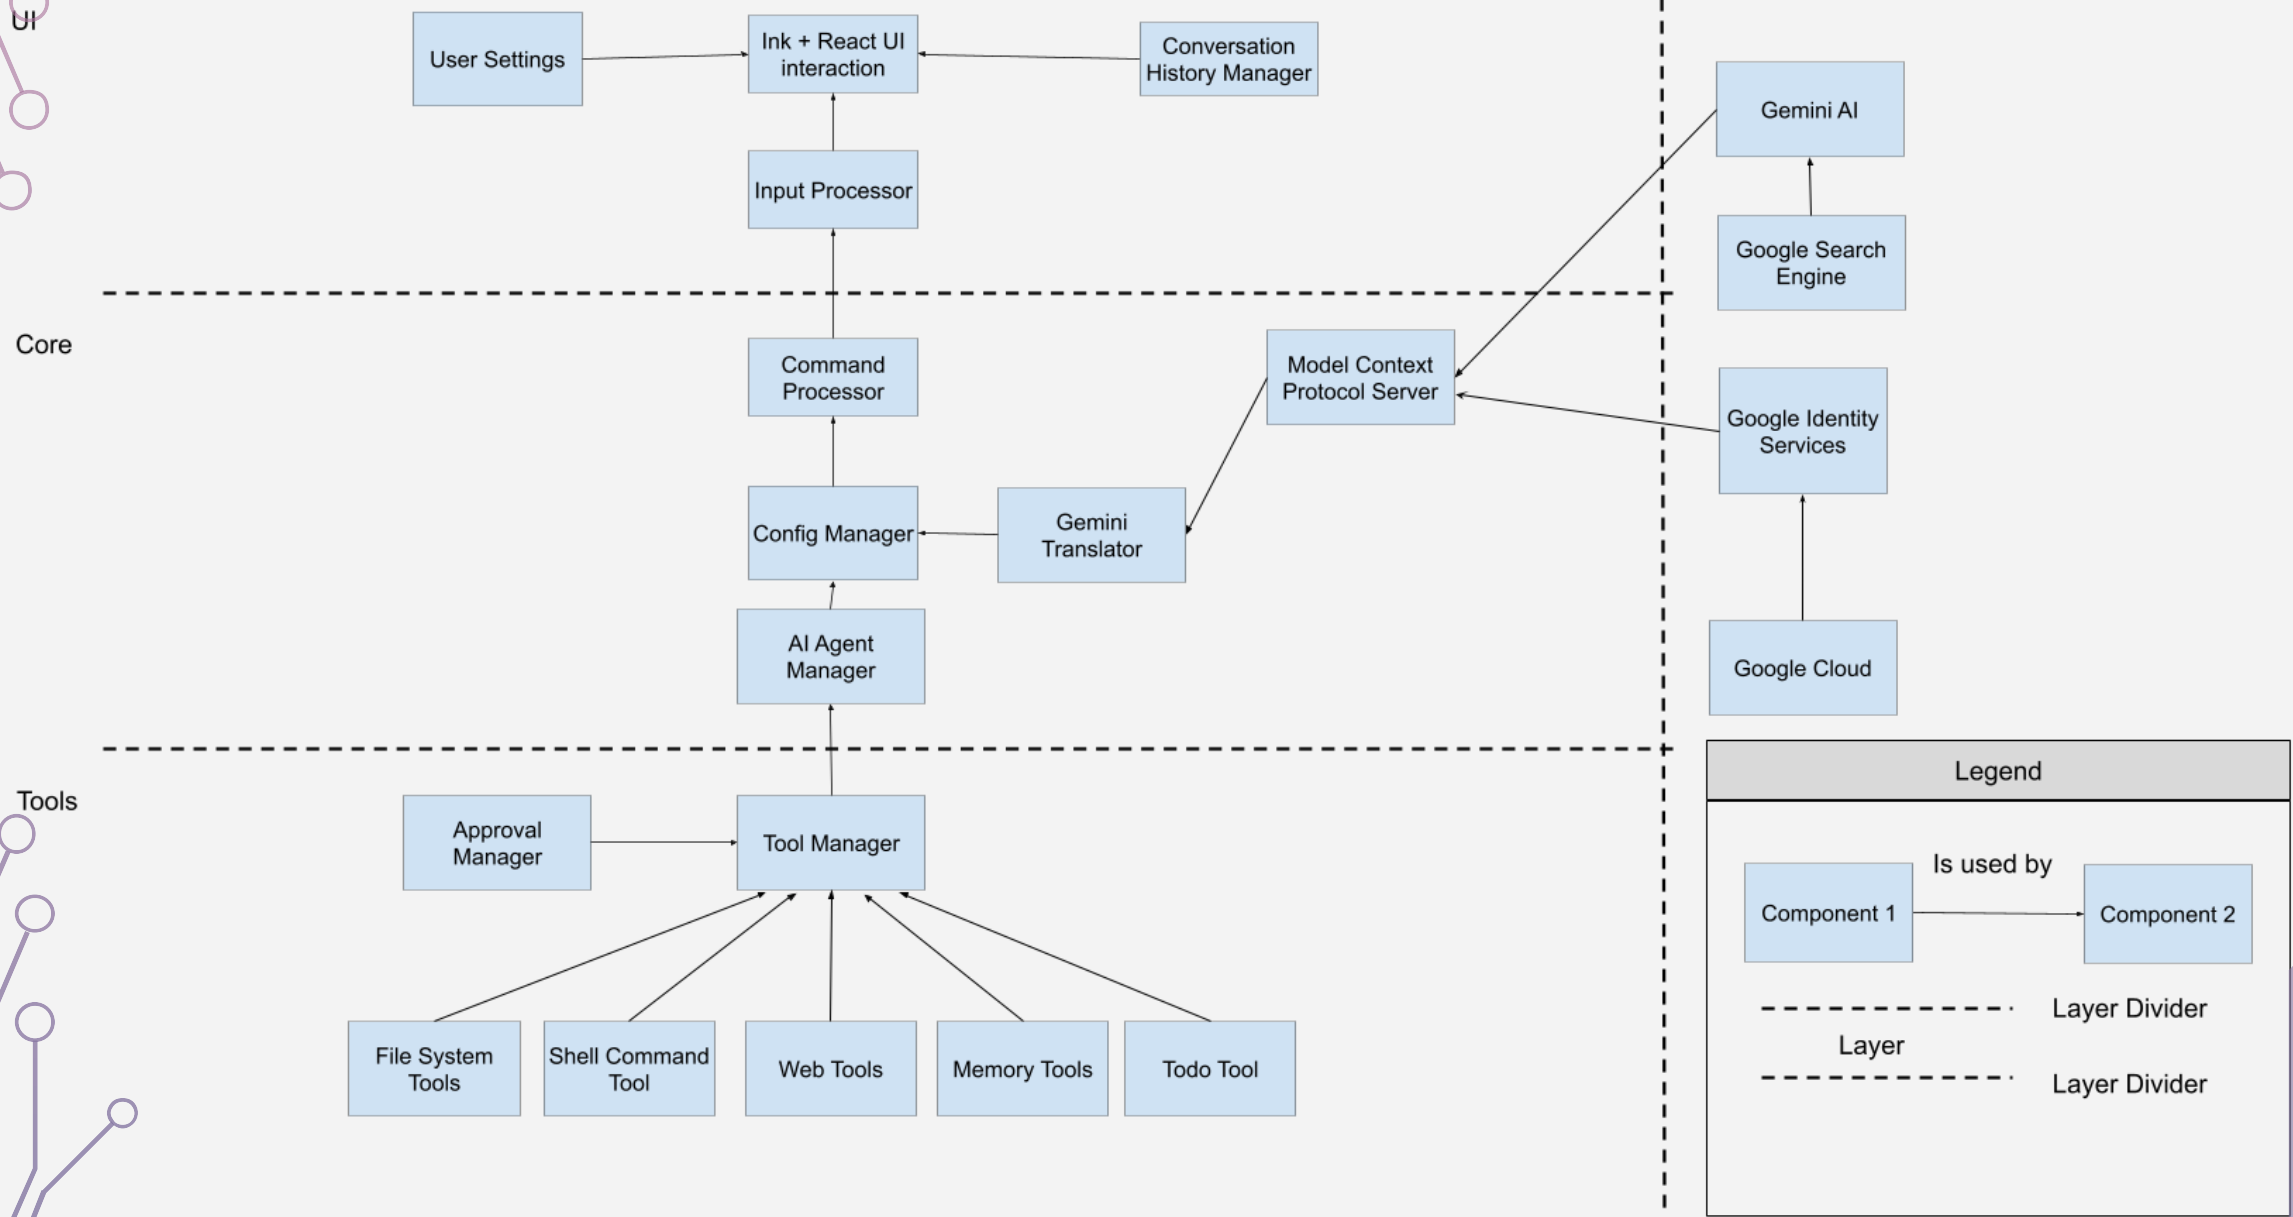 UI
User Settings
Ink + React UI
interaction
Conversation
History Manager
Input Processor
Gemini AI
Google Search
Engine
Core
Command
Processor
Model Context
Protocol Server
Google Identity
Services
Config Manager
Gemini
Translator
AI Agent
Manager
Google Cloud
Tools
Approval
Manager
Tool Manager
File System
Tools
Shell Command
Tool
Web Tools
Memory Tools
Todo Tool
Legend
Is used by
Component 1
Component 2
Layer Divider
Layer
Layer Divider